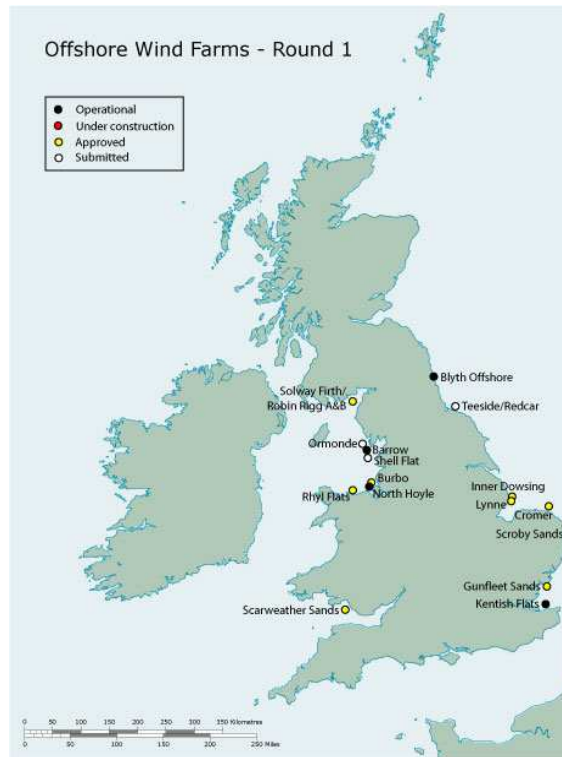 Offshore Wind Farms - Round 1
Operational
Under construction
Approved
Submitted
Blyth Offshore
Solway Firth/
Robin Rigg A&B
Teeside/Redcar
Ormonde
Barrow
Shell Flat
Burbo
Rhyl Flats
North Hoyle
Inner Dowsing
Lynne
Cromer
Scroby Sands
Gunfleet Sands
Kentish Flats
Scarweather Sands
0 50 100 150 200 250 300 350 Kilometres
0 50 100 150 200 250 Miles